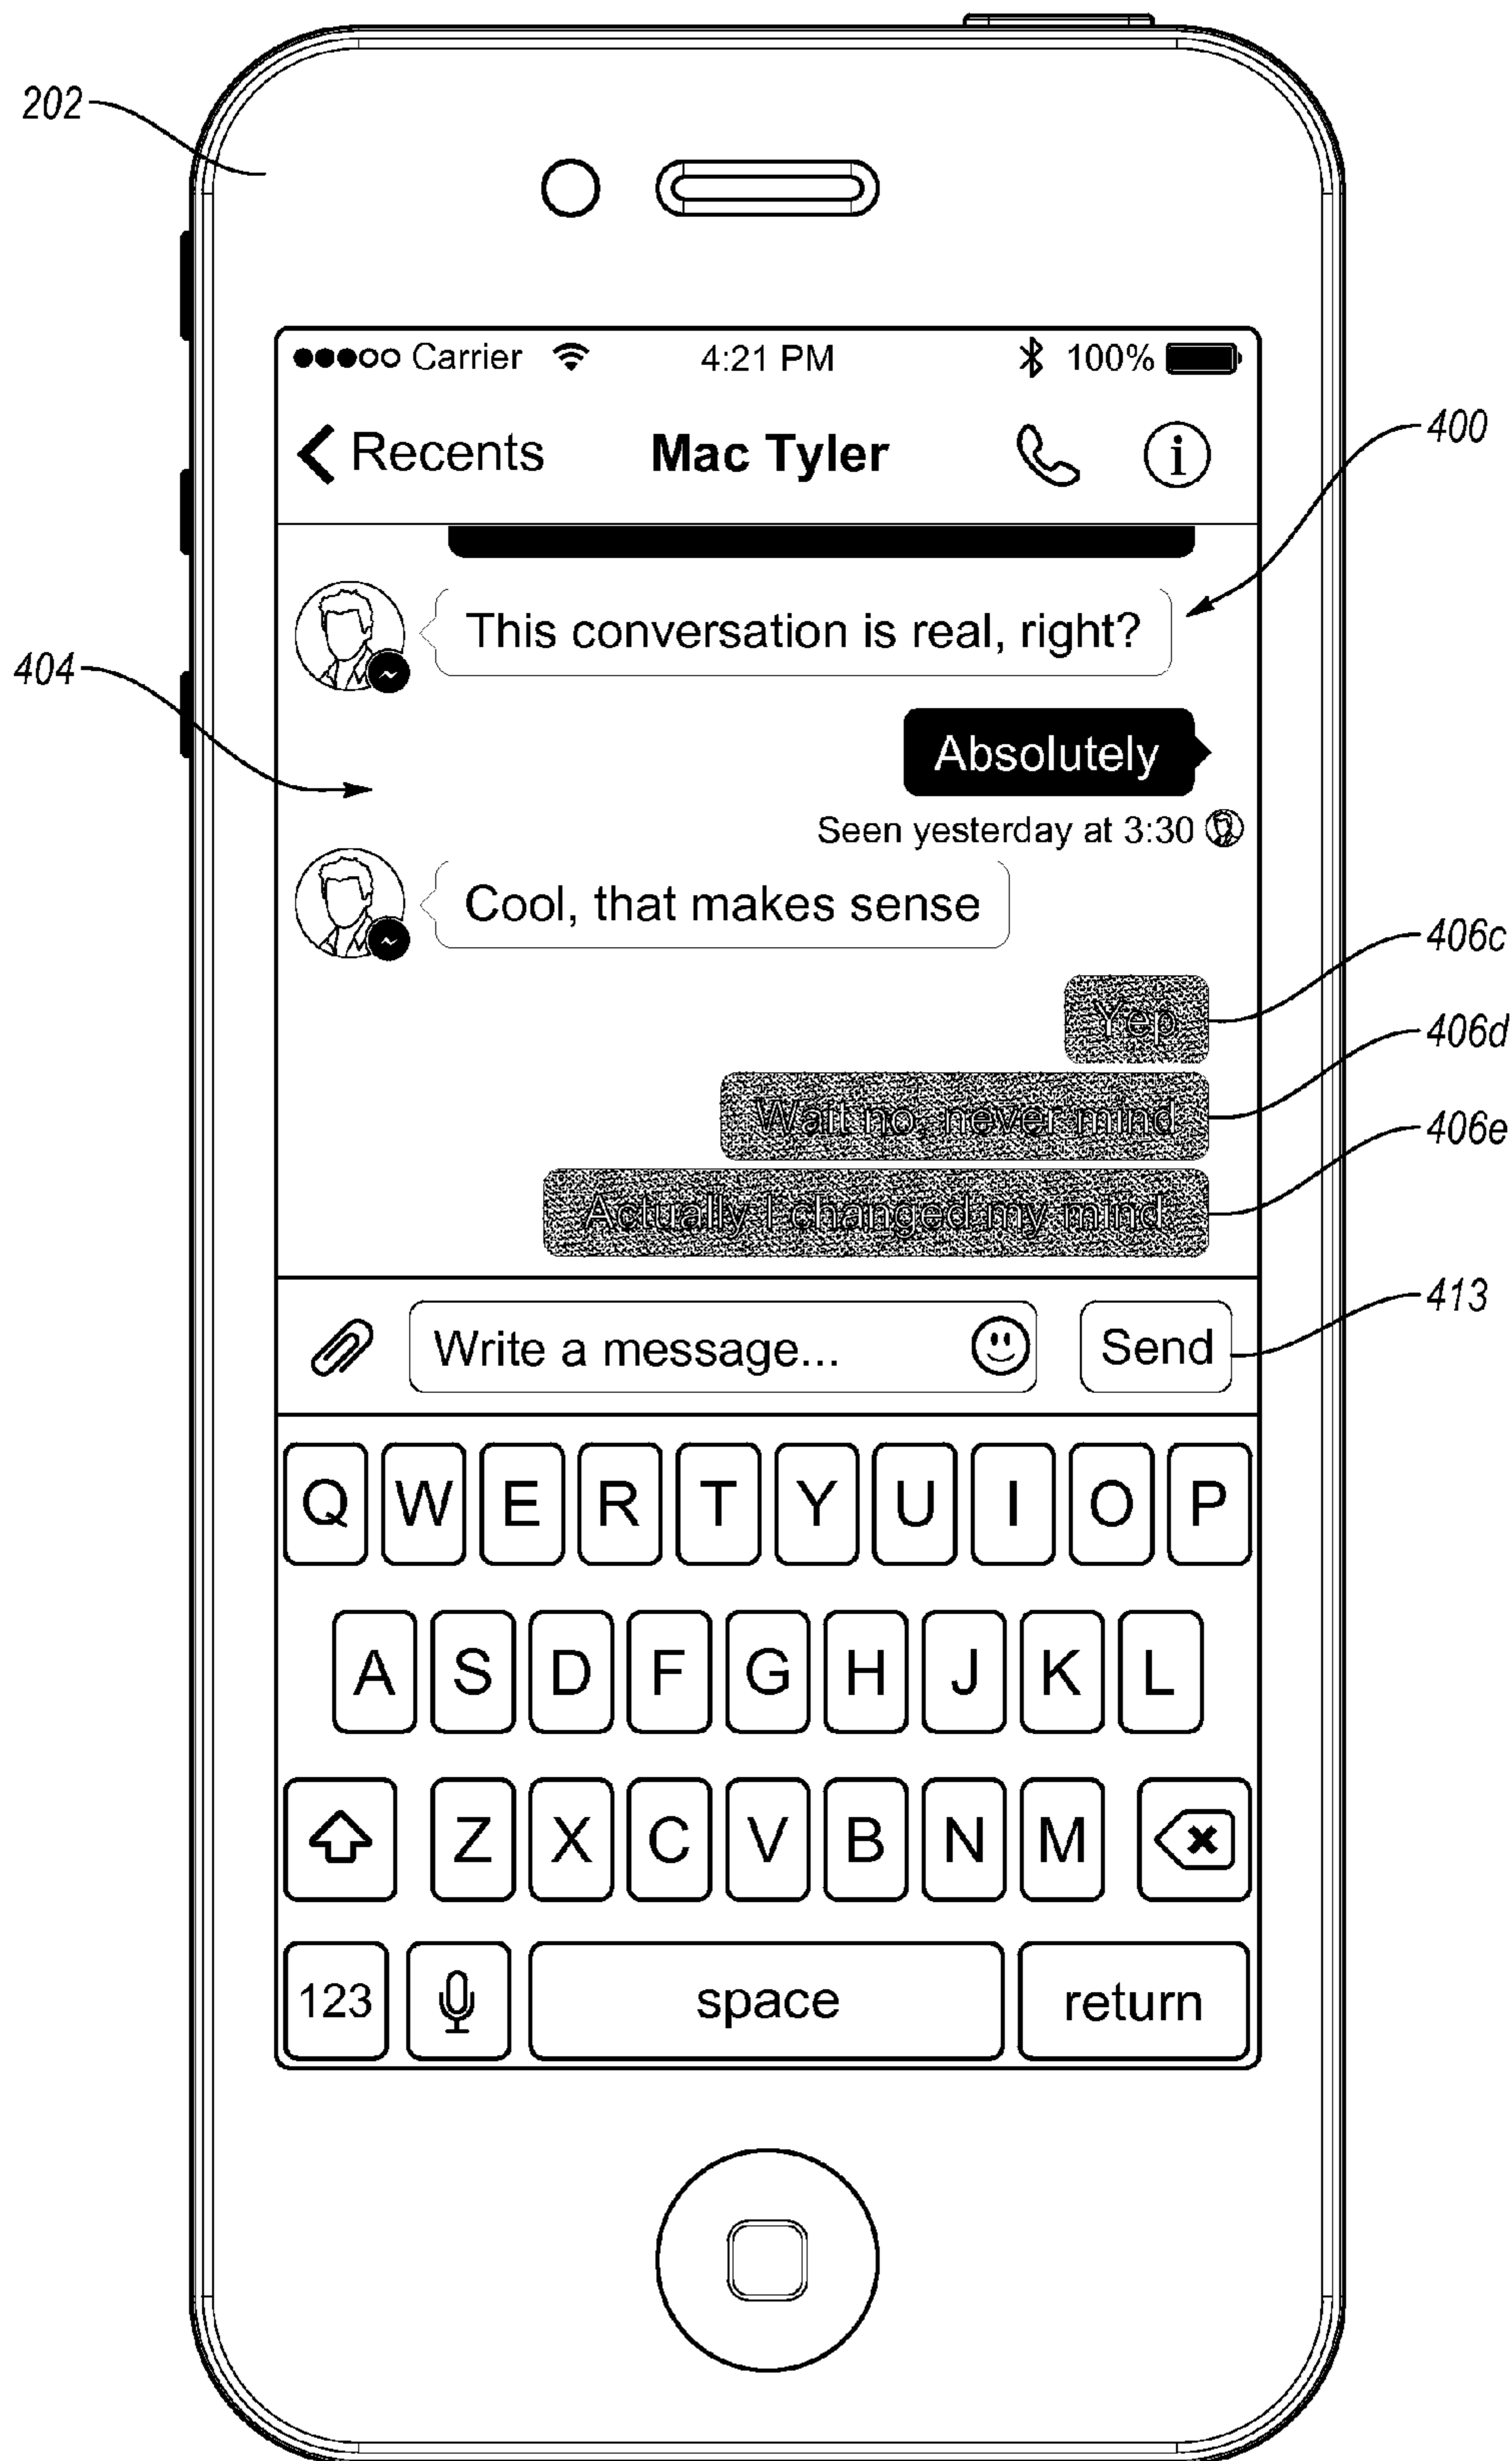 202
Carrier 4:21 PM 100%
Recents Mac Tyler i
400
This conversation is real, right?
404
Absolutely
Seen yesterday at 3:30
Cool, that makes sense
406c
Yep
406d
Wait no, never mind
406e
Actually I changed my mind
413
Write a message... Send
Q W E R T Y U I O P
A S D F G H J K L
Z X C V B N M
123 space return